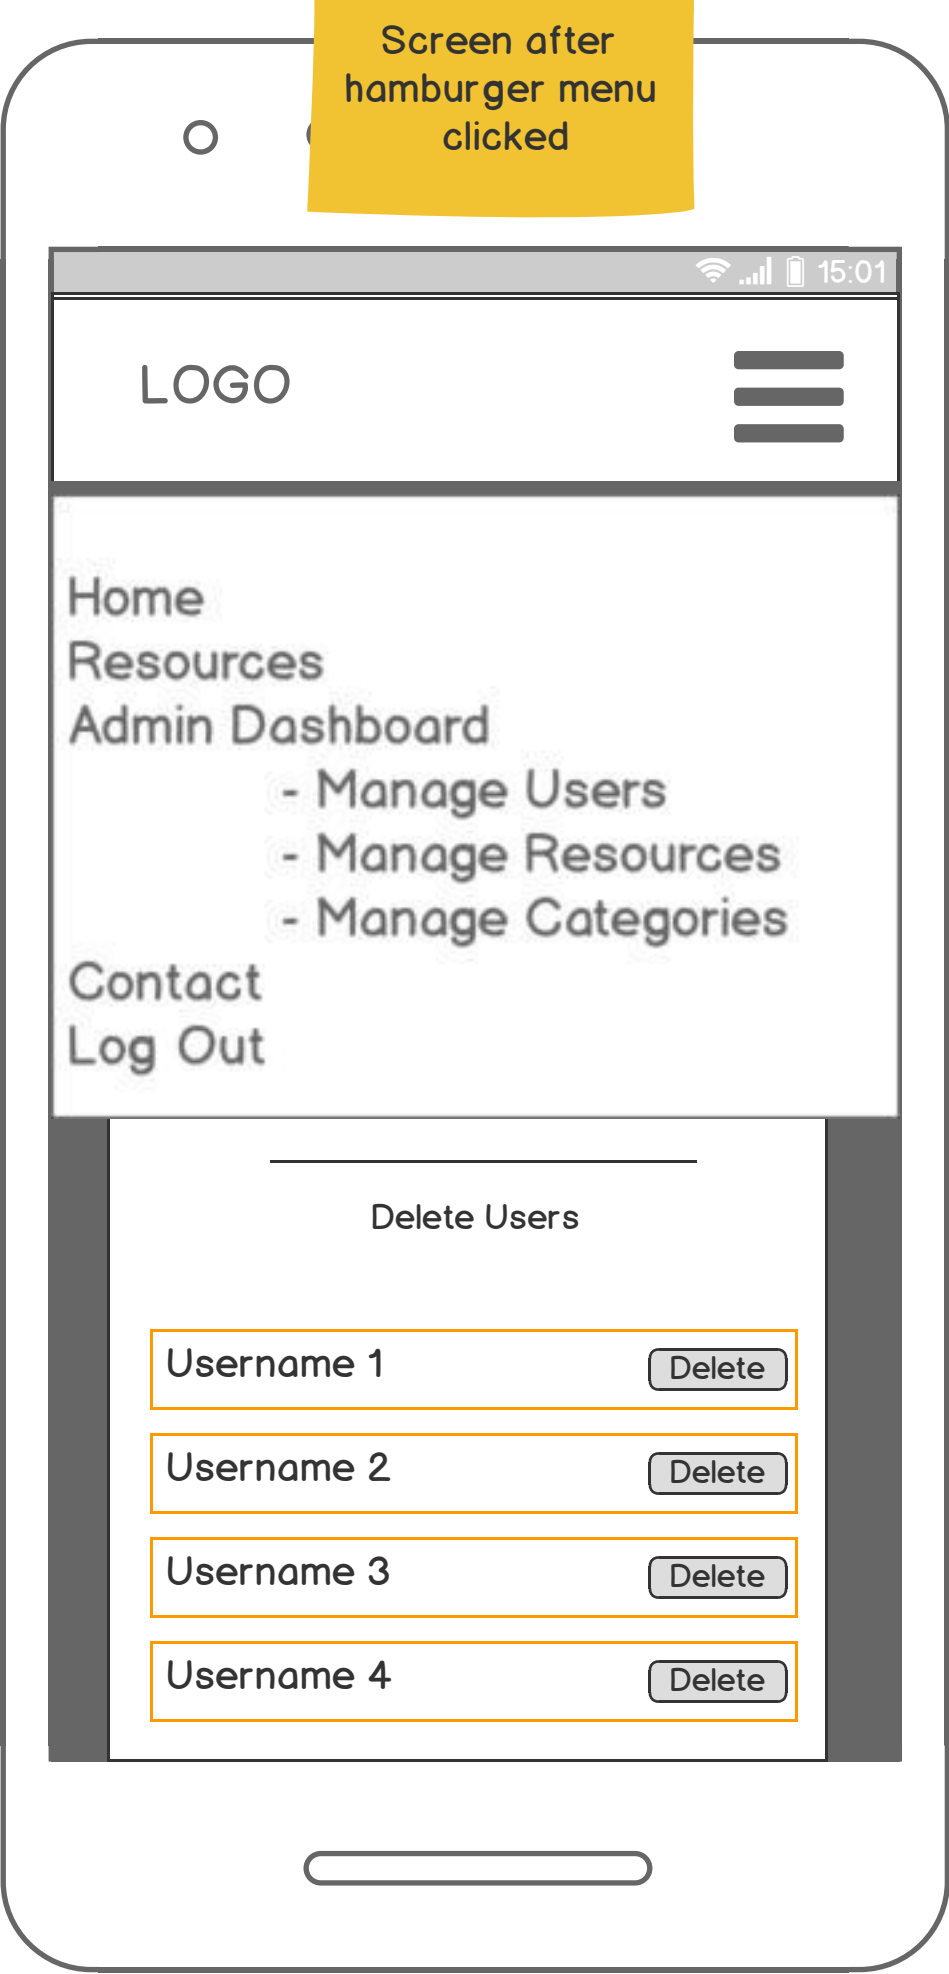 Screen after
hamburger menu
clicked
15:01
LOGO
Home
Resources
Admin Dashboard
- Manage Users
- Manage Resources
- Manage Categories
Contact
Log Out
Delete Users
Username 1 Delete
Username 2 Delete
Username 3 Delete
Username 4 Delete